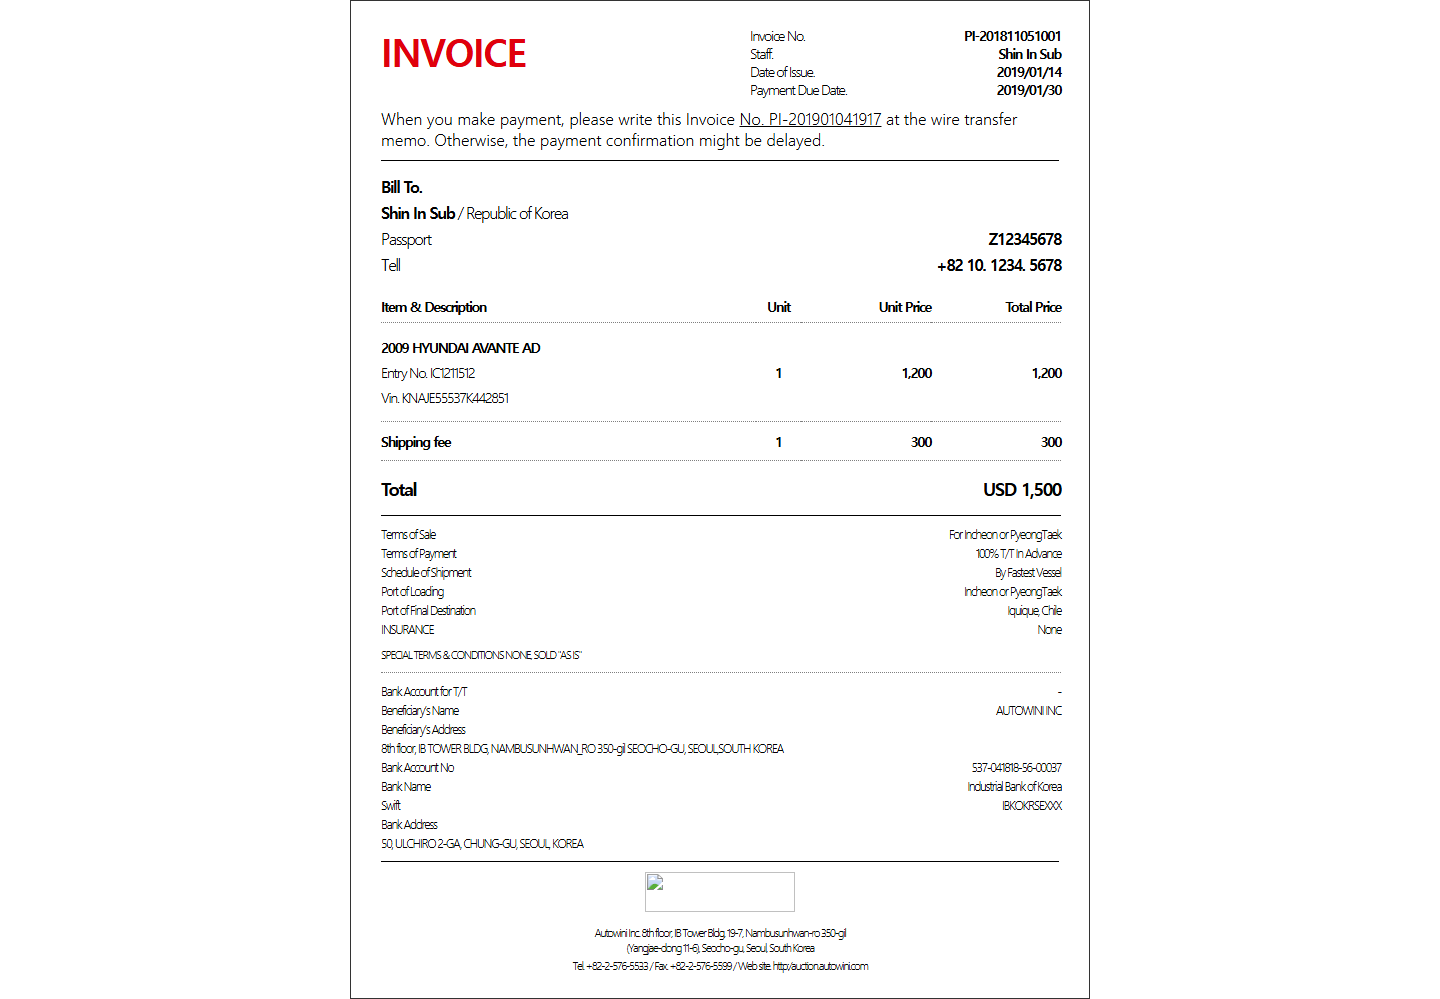 INVOICE
Invoice No. PI-201811051001
Staff. Shin In Sub
Date of Issue. 2019/01/14
Payment Due Date. 2019/01/30
When you make payment, please write this Invoice No. PI-201901041917 at the wire transfer
memo. Otherwise, the payment confirmation might be delayed.
Bill To.
Shin In Sub / Republic of Korea
Passport Z12345678
Tell +82 10. 1234. 5678
Item & Description Unit Unit Price Total Price
2009 HYUNDAI AVANTE AD
Entry No. IC1211512 1 1,200 1,200
Vin. KNAJE55537K442851
Shipping fee 1 300 300
Total USD 1,500
Terms of Sale For Incheon or PyeongTaek
Terms of Payment 100% T/T In Advance
Schedule of Shipment By Fastest Vessel
Port of Loading Incheon or PyeongTaek
Port of Final Destination Iquique, Chile
INSURANCE None
SPECIAL TERMS & CONDITIONS NONE, SOLD "AS IS"
Bank Account for T/T -
Beneficiary's Name AUTOWINI INC
Beneficiary's Address
8th floor, IB TOWER BLDG, NAMBUSUNHWAN_RO 350-gil SEOCHO-GU, SEOUL,SOUTH KOREA
Bank Account No 537-041818-56-00037
Bank Name Industrial Bank of Korea
Swift IBKOKRSEXXX
Bank Address
50, ULCHIRO 2-GA, CHUNG-GU, SEOUL, KOREA
Autowini Inc. 8th floor, IB Tower Bldg. 19-7, Nambusunhwan-ro 350-gil
(Yangjae-dong 11-6), Seocho-gu, Seoul, South Korea
Tel. +82-2-576-5533 / Fax. +82-2-576-5599 / Web site. http:/auction.autowini.com